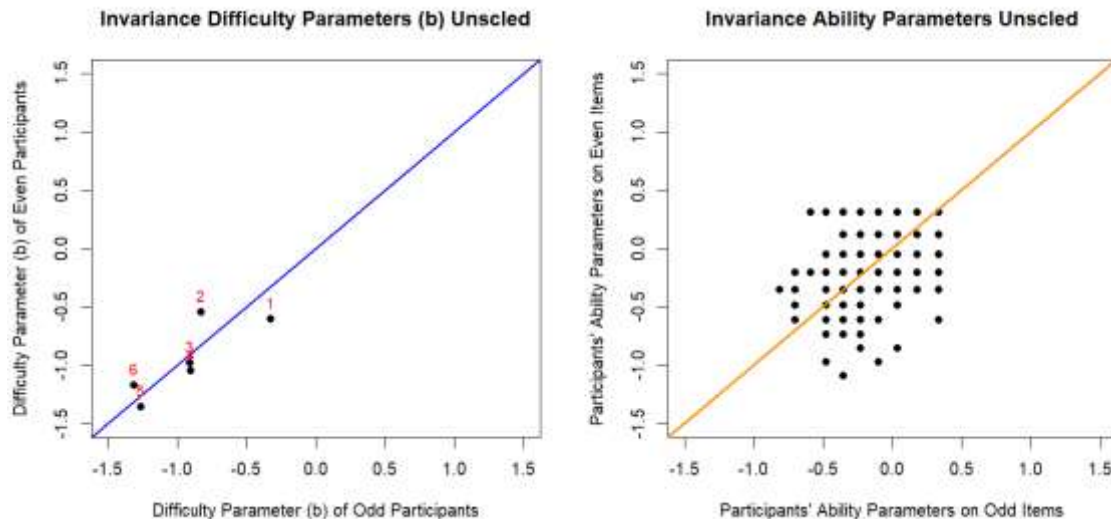 Invariance Difficulty Parameters (b) Unscled
Difficulty Parameter (b) of Even Participants
1.5
1.0
0.5
0.0
-0.5
-1.0
-1.5
2
1
3
6
5
-1.5 -1.0 -0.5 0.0 0.5 1.0 1.5
Difficulty Parameter (b) of Odd Participants
Invariance Ability Parameters Unscled
Participants' Ability Parameters on Even Items
1.5
1.0
0.5
0.0
-0.5
-1.0
-1.5
-1.5 -1.0 -0.5 0.0 0.5 1.0 1.5
Participants' Ability Parameters on Odd Items